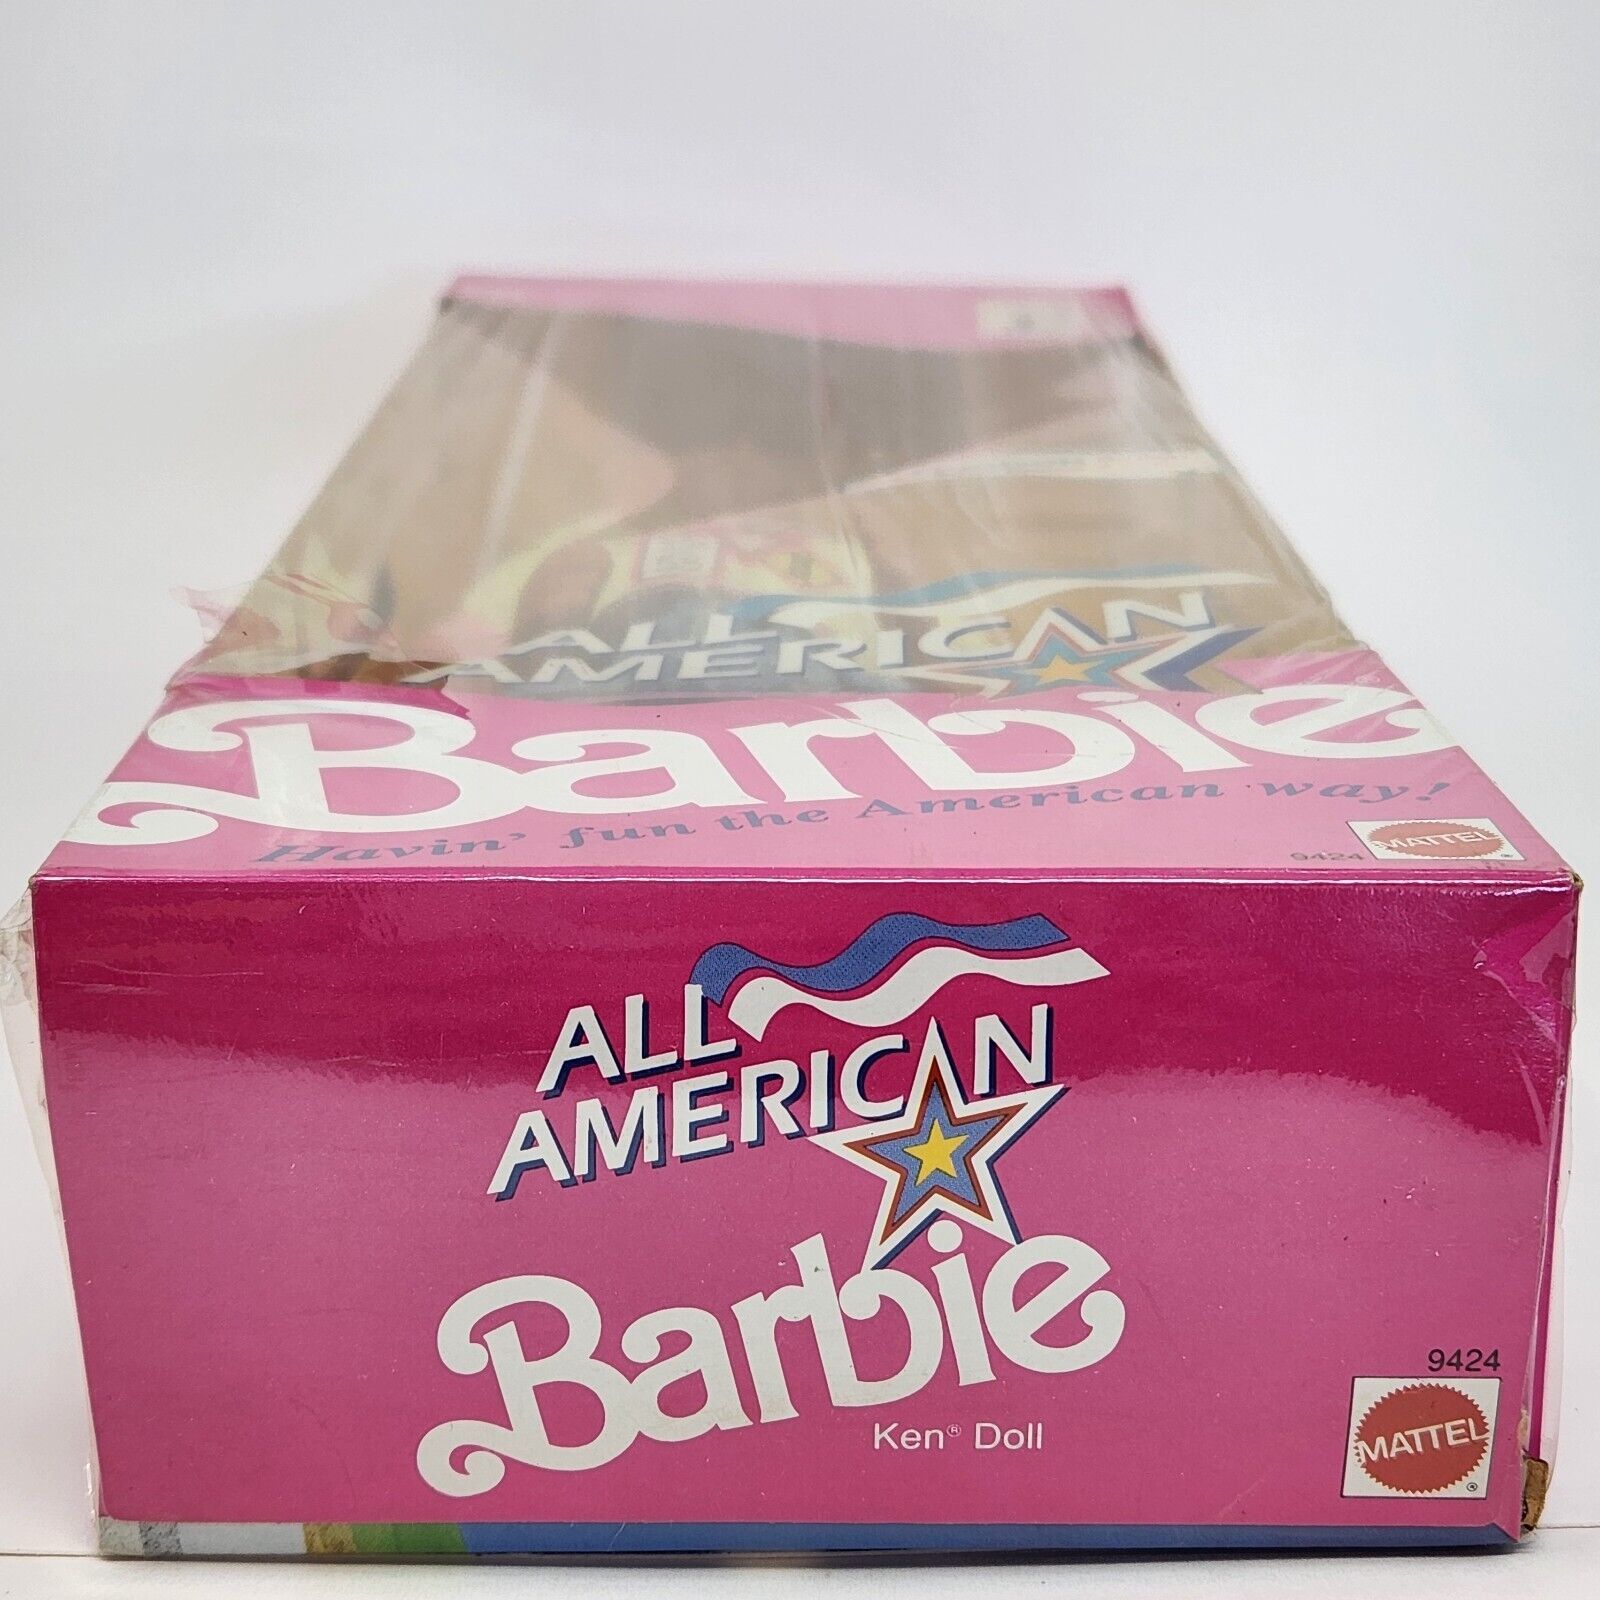 ALL
AMERICAN
Barbie
Havin' fun the American way!
9424
MATTEL
®
ALL
AMERICAN
Barbie
Ken® Doll
9424
MATTEL
®